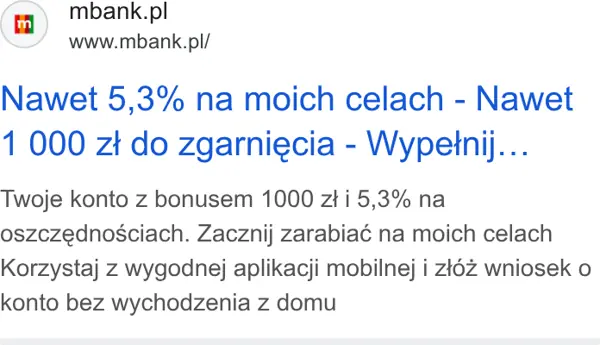 mbank.pl
www.mbank.pl/
Nawet 5,3% na moich celach - Nawet
1 000 zł do zgarnięcia - Wypełnij…
Twoje konto z bonusem 1000 zł i 5,3% na
oszczędnościach. Zacznij zarabiać na moich celach
Korzystaj z wygodnej aplikacji mobilnej i złóż wniosek o
konto bez wychodzenia z domu